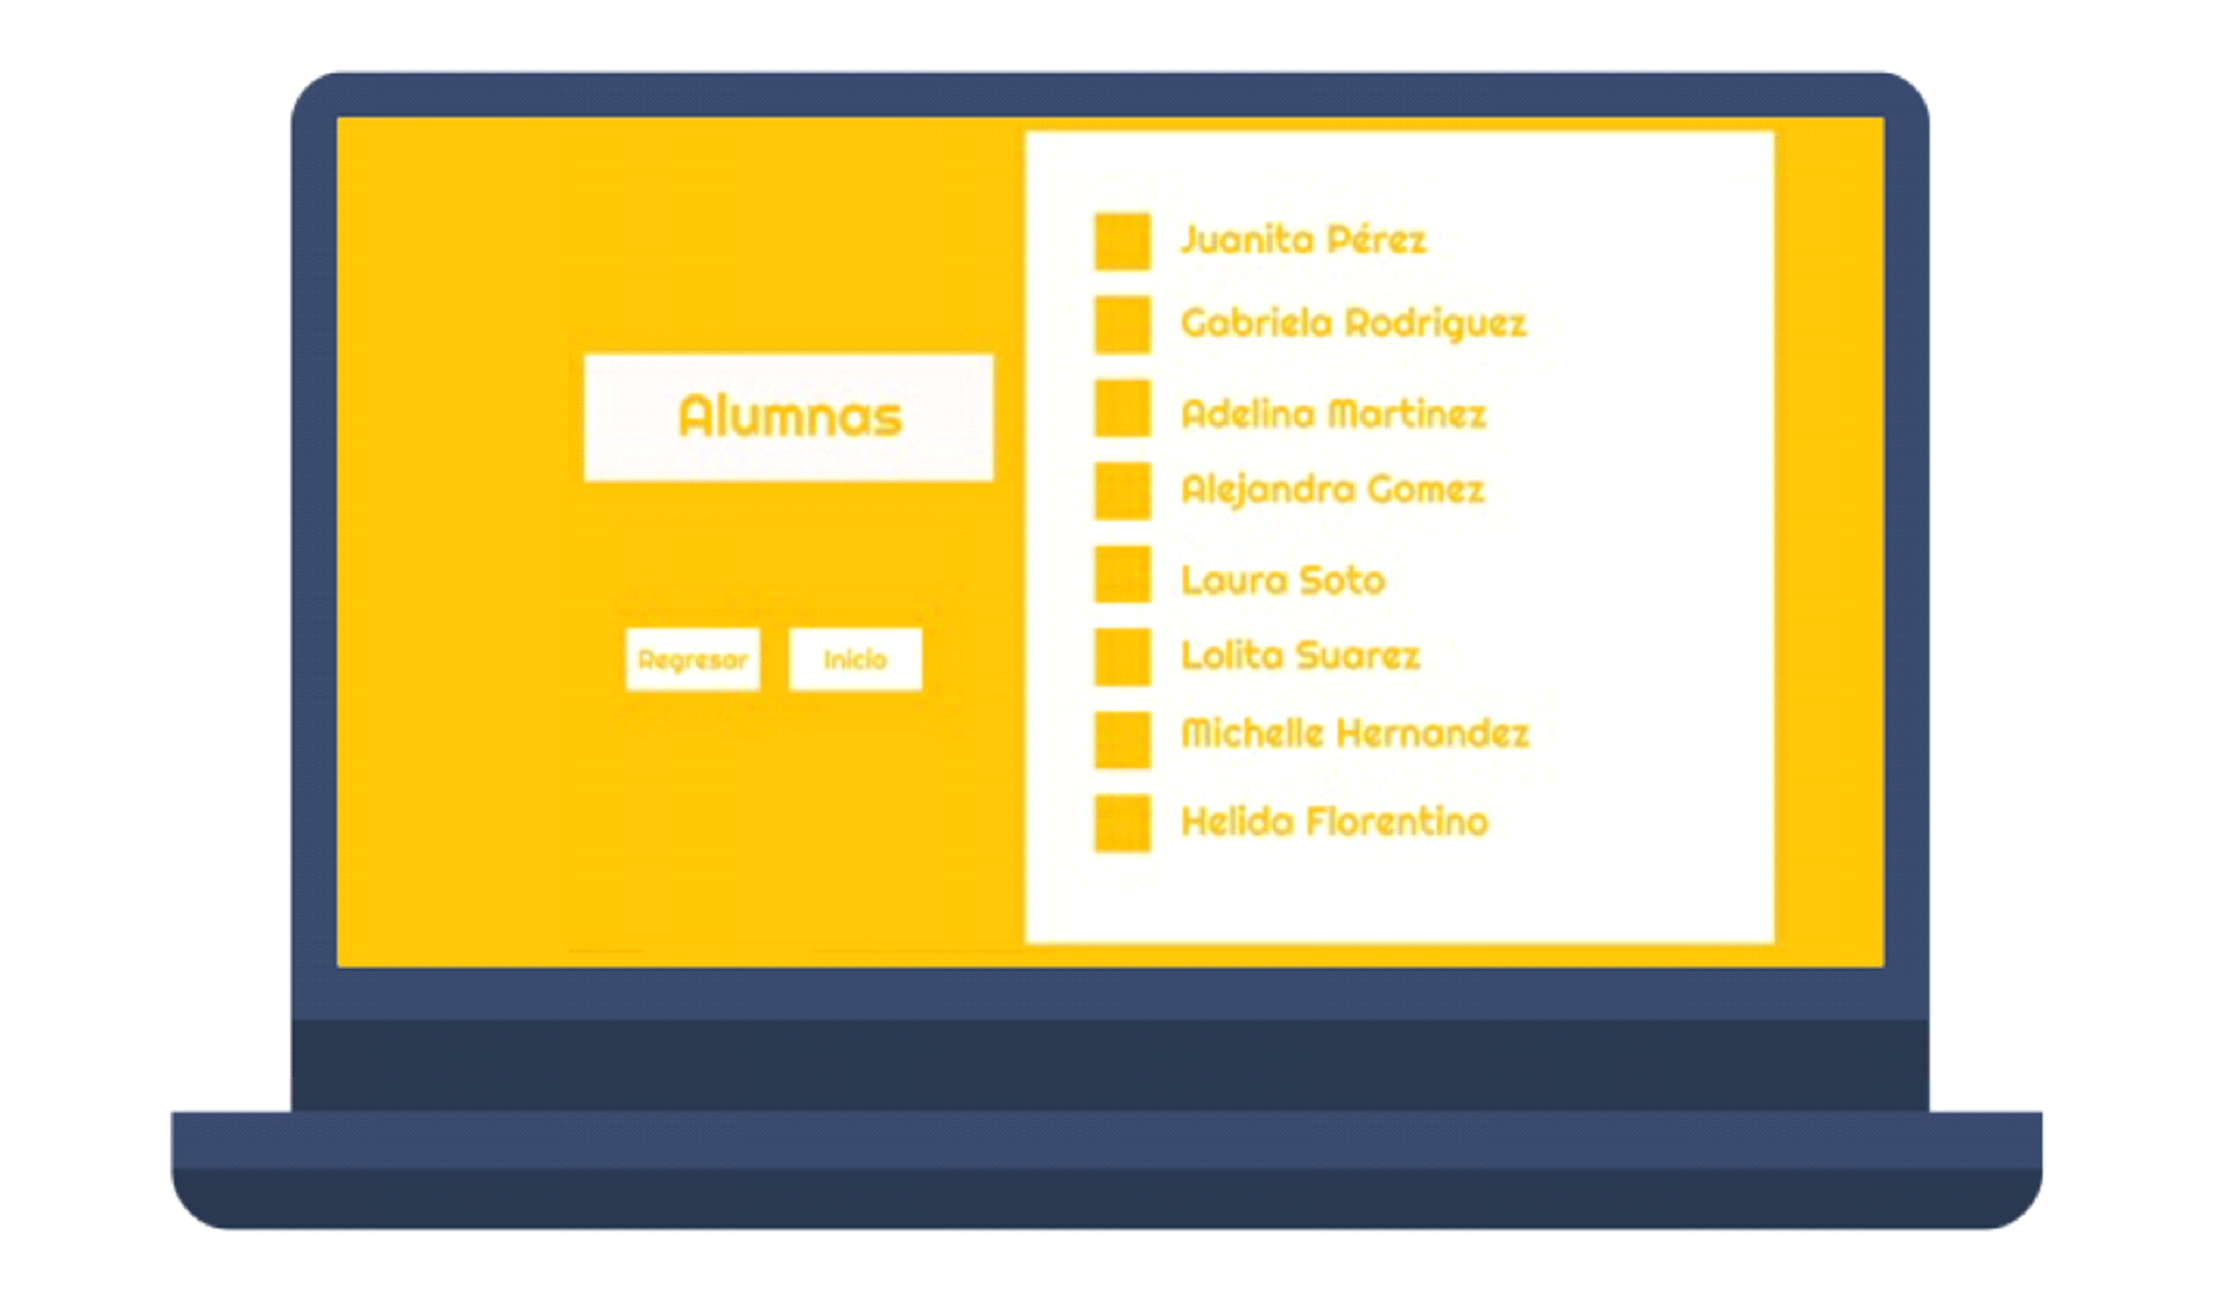 Alumnas
Regresar
Inicio
Juanita Pérez
Gabriela Rodriguez
Adelina Martinez
Alejandra Gomez
Laura Soto
Lolita Suarez
Michelle Hernandez
Helida Florentino